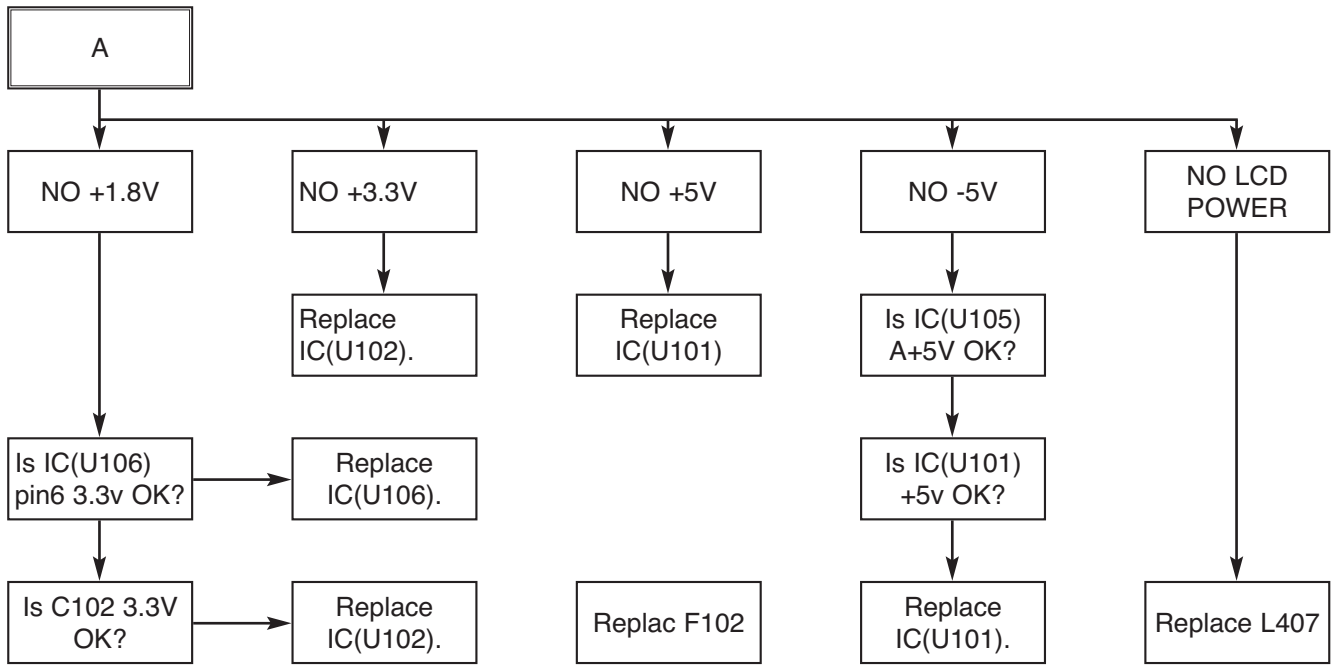 A
NO +1.8V
NO +3.3V
NO +5V
NO -5V
NO LCD
POWER
Replace
IC(U102).
Replace
IC(U101)
Is IC(U105)
A+5V OK?
Is IC(U106)
pin6 3.3v OK?
Replace
IC(U106).
Is IC(U101)
+5v OK?
Is C102 3.3V
OK?
Replace
IC(U102).
Replac F102
Replace
IC(U101).
Replace L407